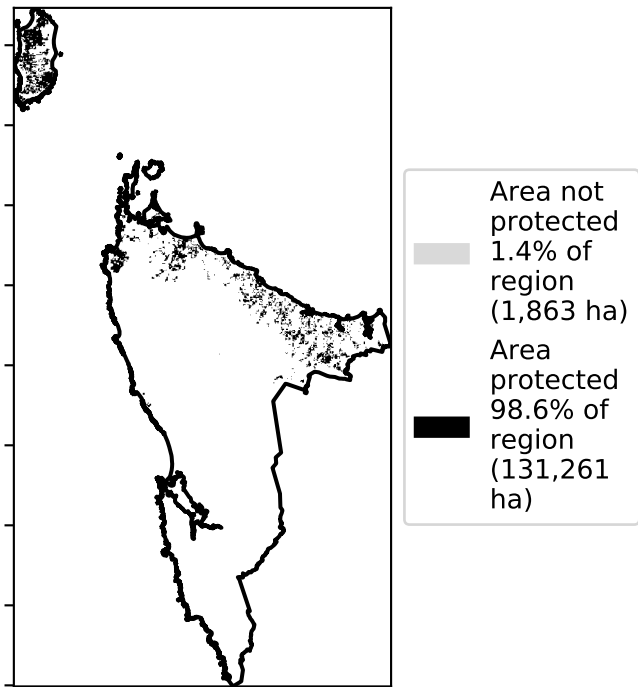 Area not
protected
1.4% of
region
(1,863 ha)
Area
protected
98.6% of
region
(131,261
ha)